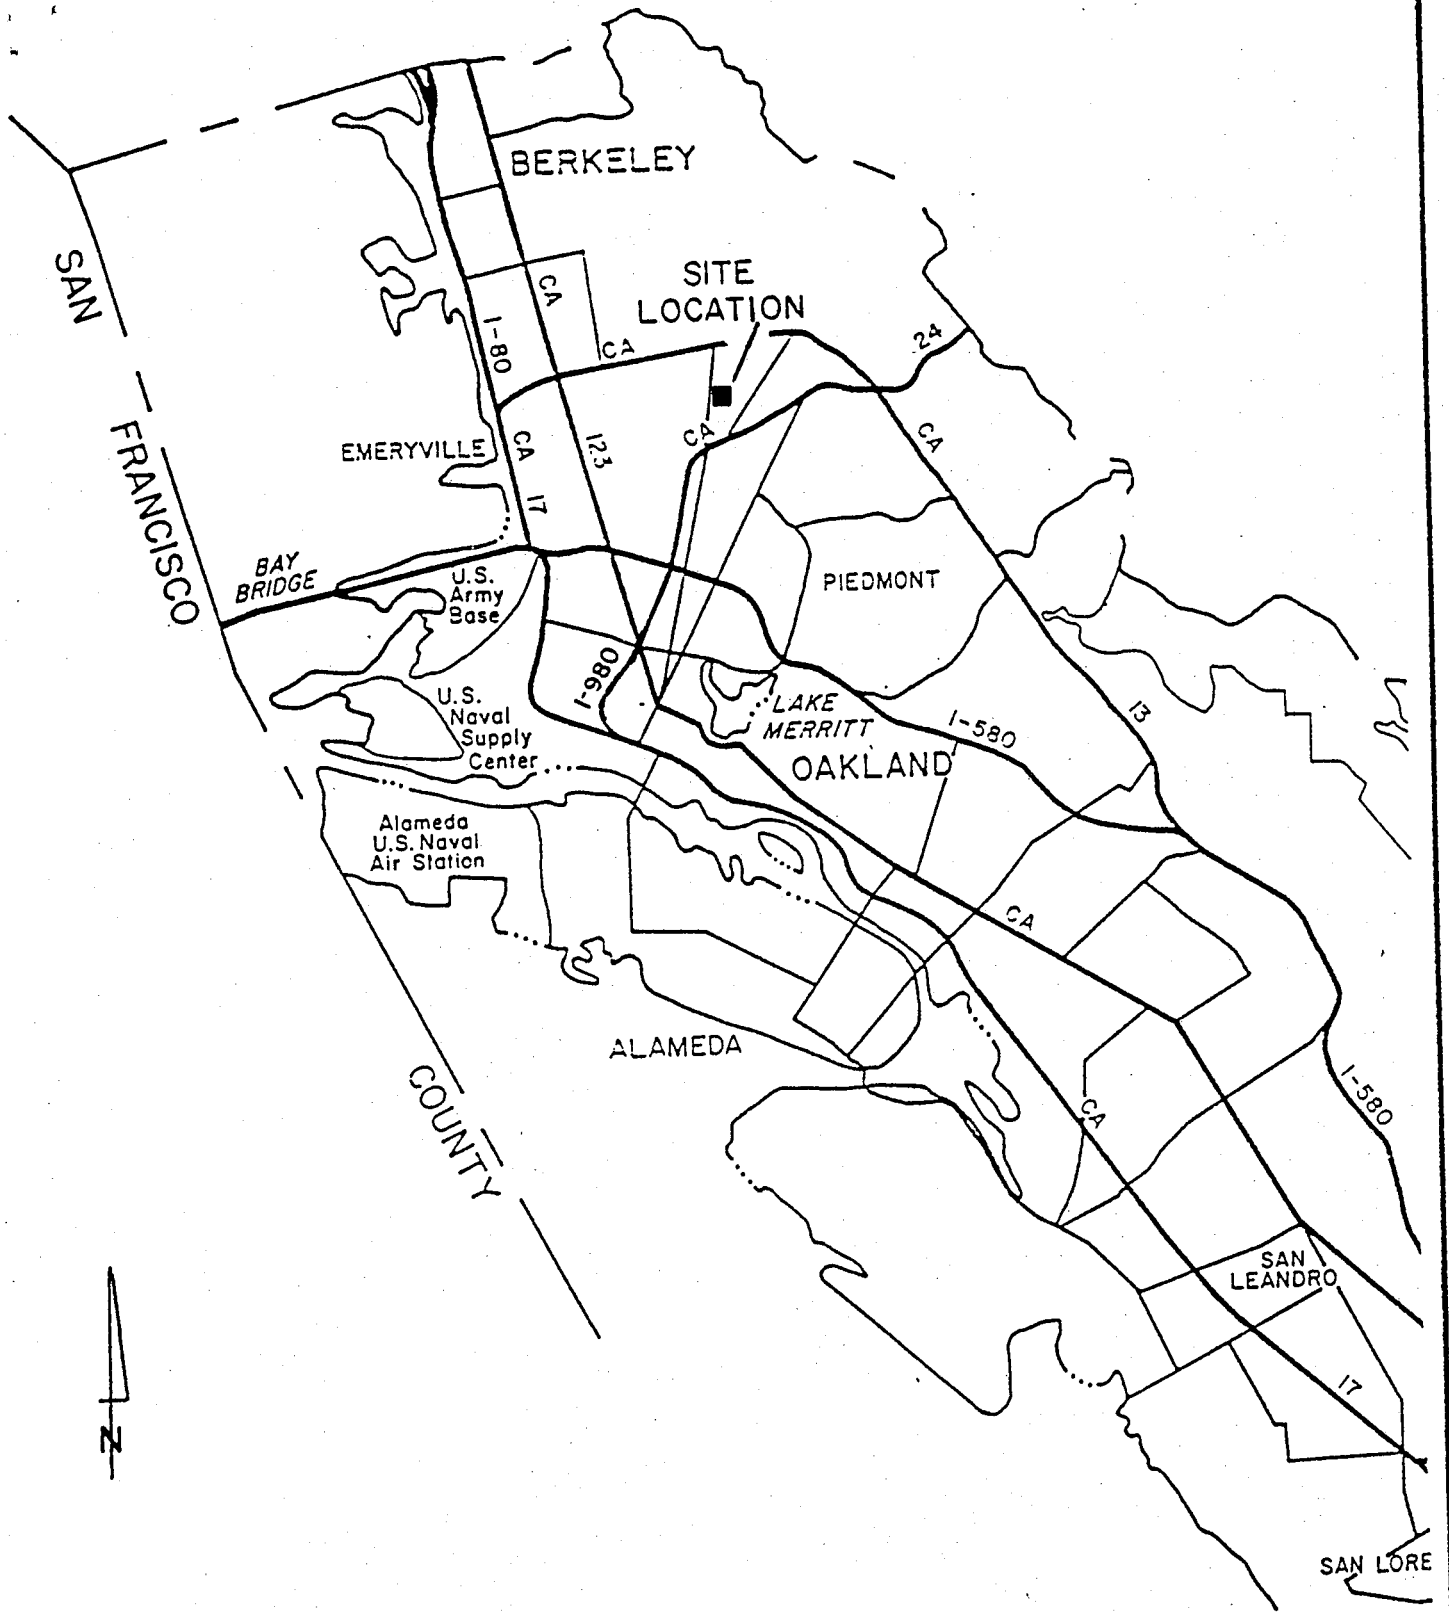 BERKELEY
SAN
FRANCISCO
COUNTY
SITE
LOCATION
CA
I-80
CA
24
CA
CA
123
CA
17
EMERYVILLE
CA
BAY
BRIDGE
U.S.
Army
Base
PIEDMONT
I-980
U.S.
Naval
Supply
Center
LAKE
MERRITT
I-580
13
OAKLAND
Alameda
U.S. Naval
Air Station
CA
ALAMEDA
CA
I-580
SAN
LEANDRO
17
N
SAN LORE